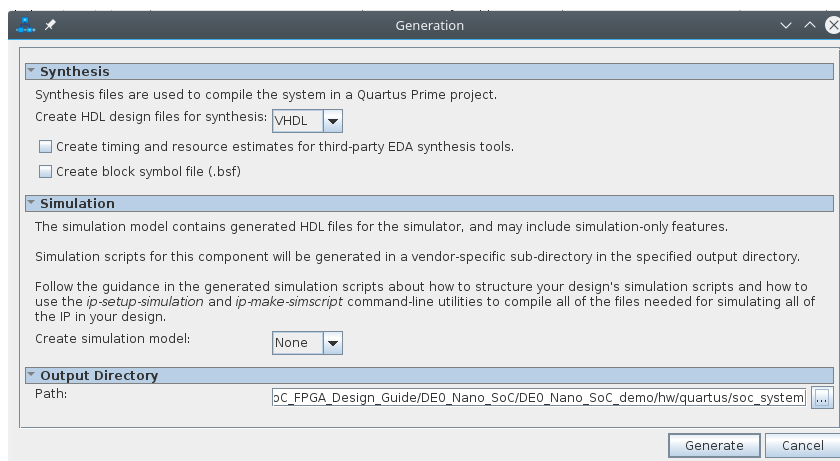 Generation
Synthesis
Synthesis files are used to compile the system in a Quartus Prime project.
Create HDL design files for synthesis: VHDL
Create timing and resource estimates for third-party EDA synthesis tools.
Create block symbol file (.bsf)
Simulation
The simulation model contains generated HDL files for the simulator, and may include simulation-only features.
Simulation scripts for this component will be generated in a vendor-specific sub-directory in the specified output directory.
Follow the guidance in the generated simulation scripts about how to structure your design's simulation scripts and how to
use the ip-setup-simulation and ip-make-simscript command-line utilities to compile all of the files needed for simulating all of
the IP in your design.
Create simulation model: None
Output Directory
Path: oC_FPGA_Design_Guide/DE0_Nano_SoC/DE0_Nano_SoC_demo/hw/quartus/soc_system ...
Generate Cancel